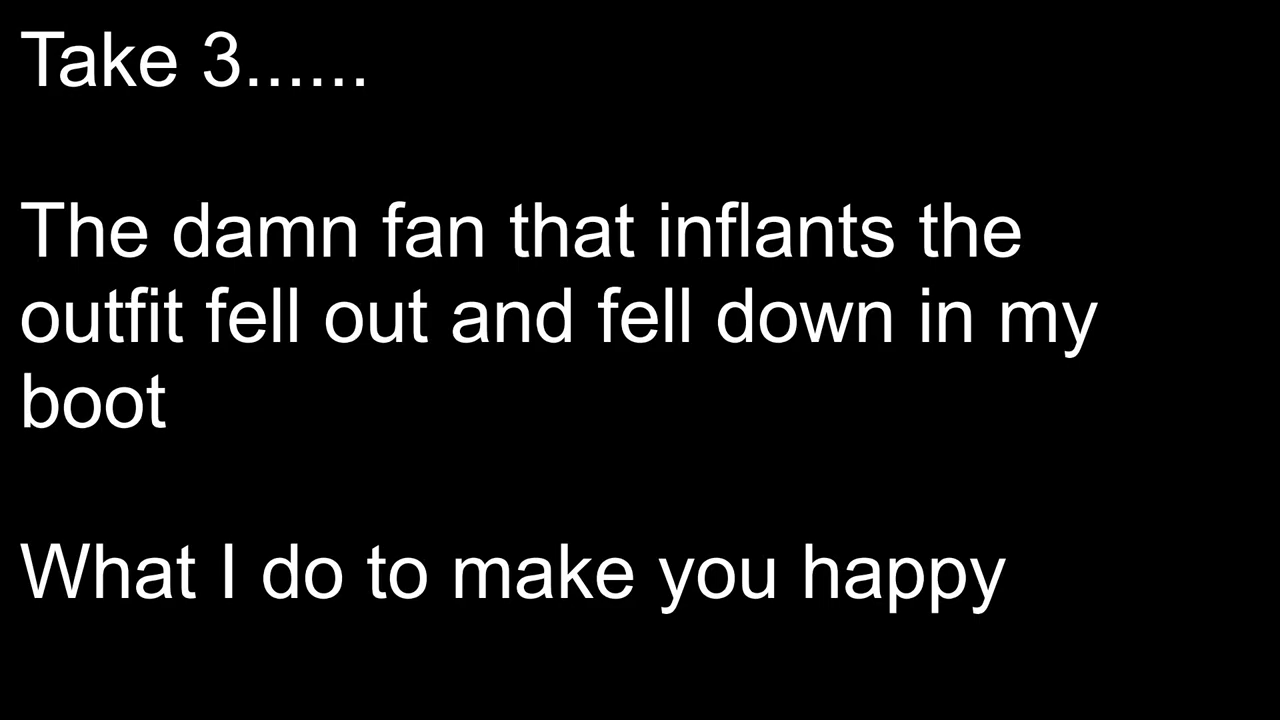 Take 3......
The damn fan that inflants the
outfit fell out and fell down in my
boot
What I do to make you happy